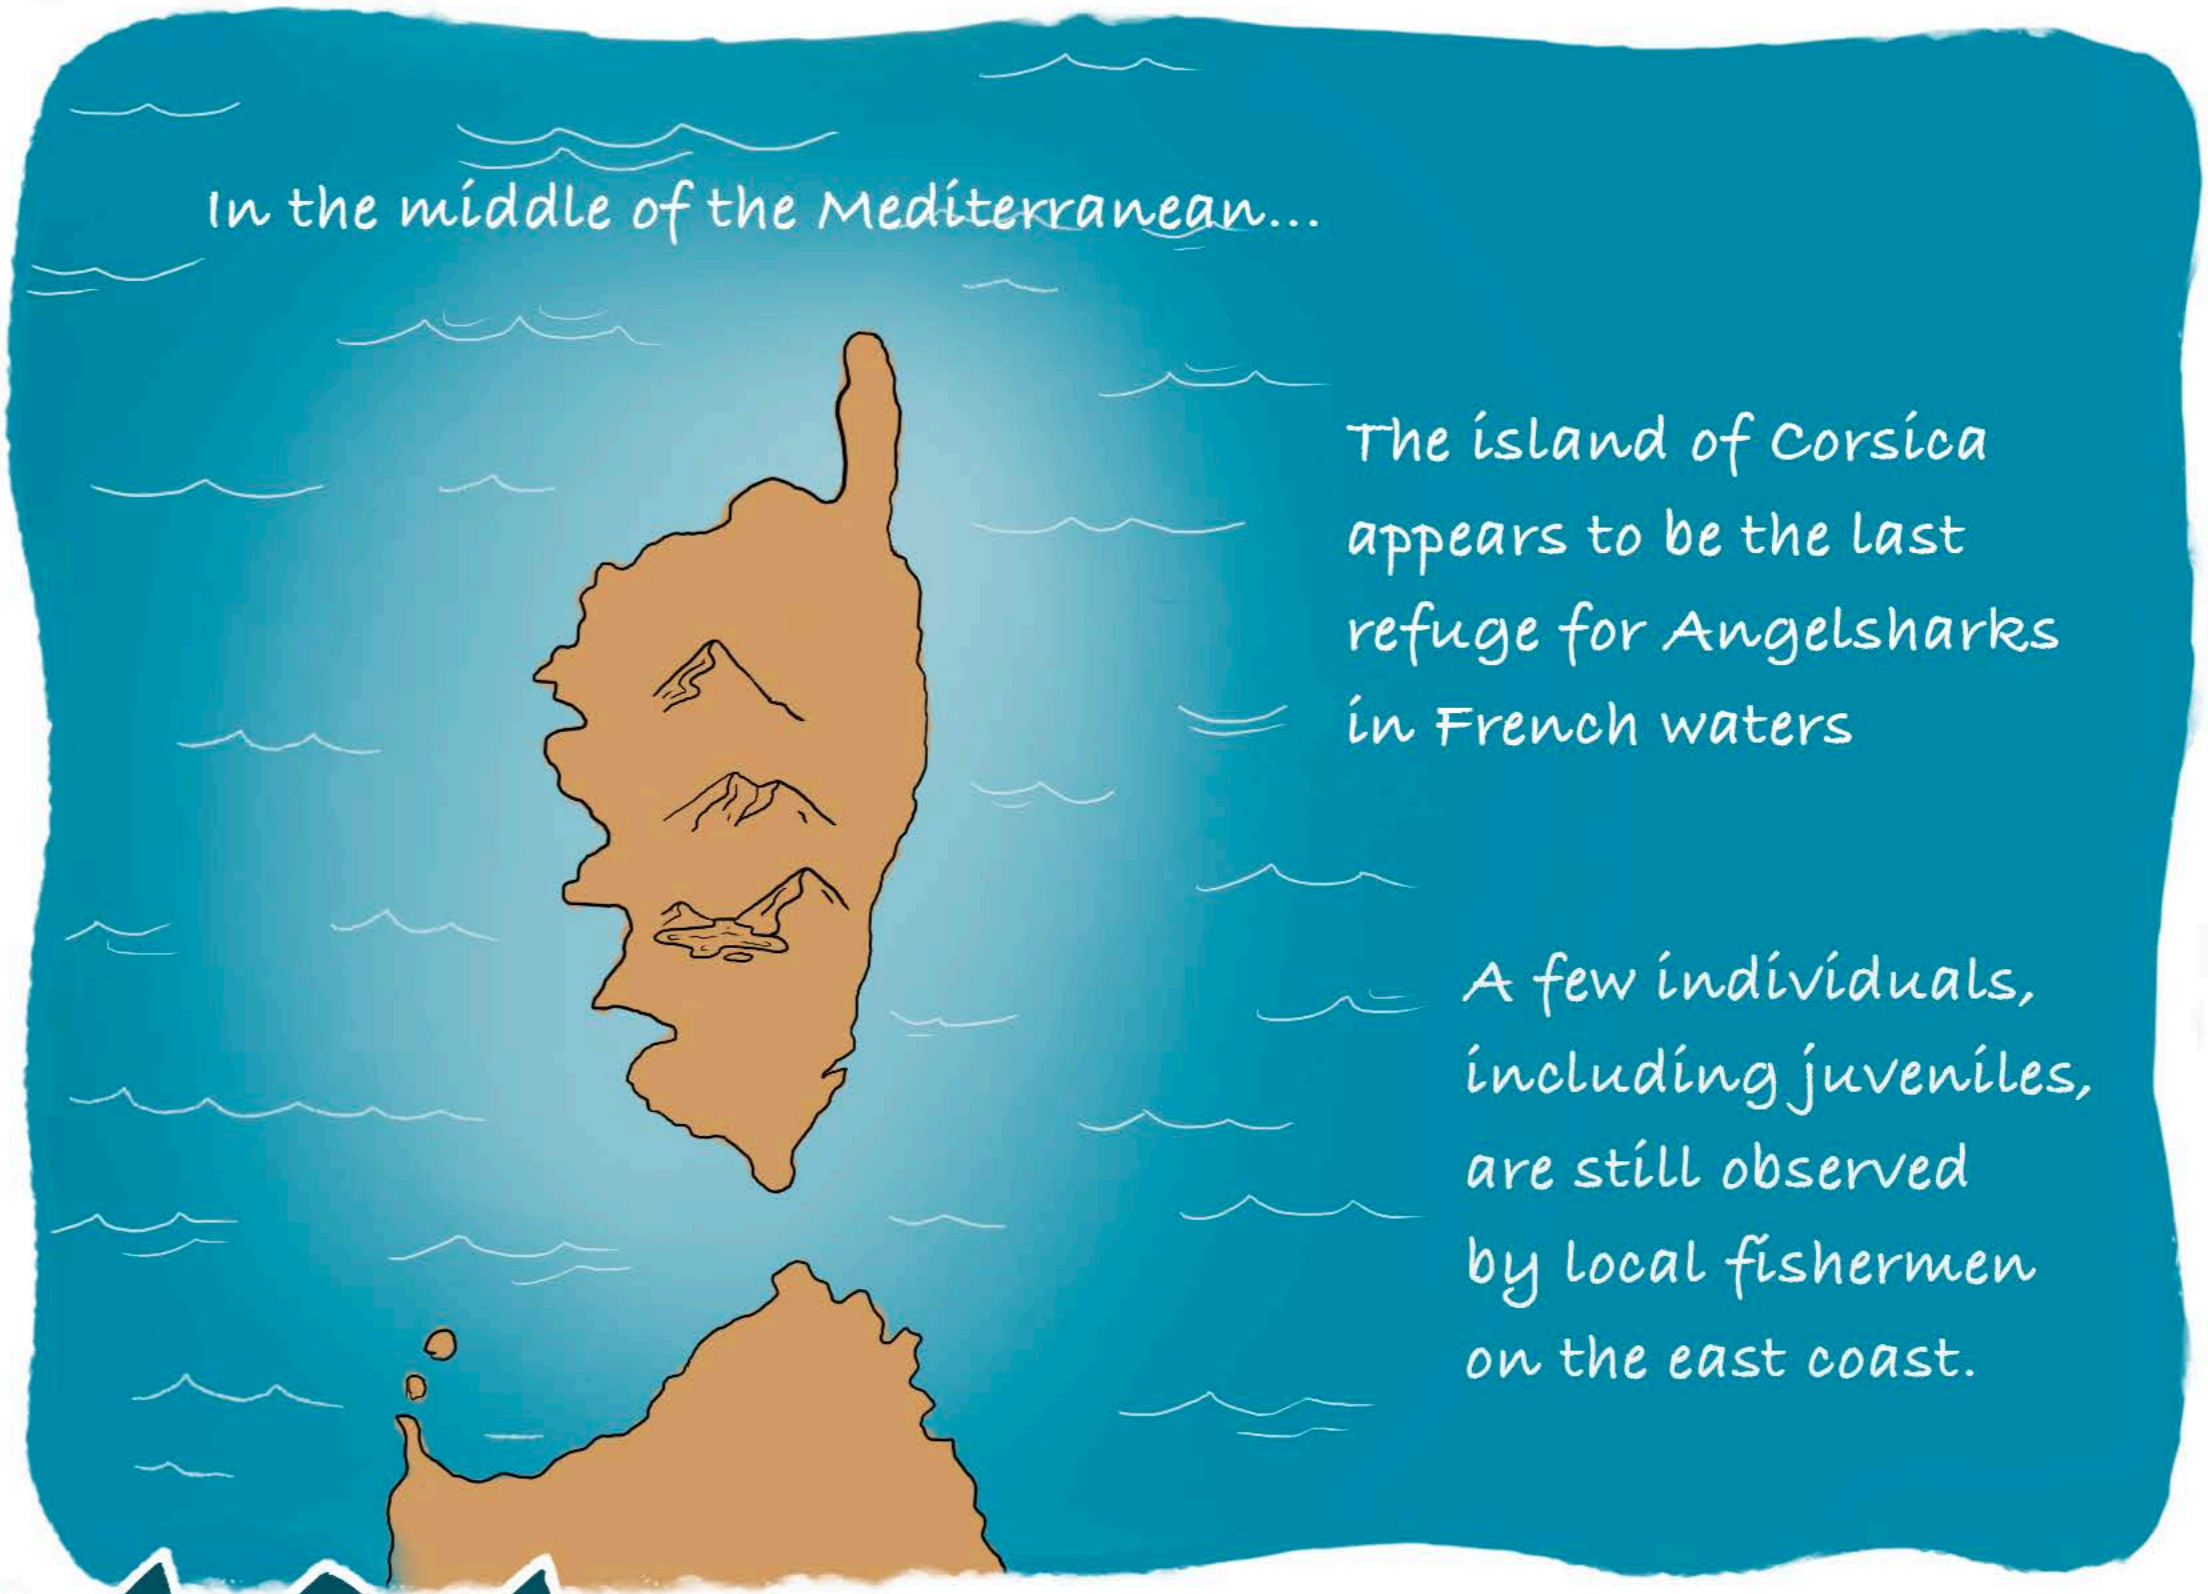 In the middle of the Mediterranean...
The island of Corsica
appears to be the last
refuge for Angelsharks
in French waters
A few individuals,
including juveniles,
are still observed
by local fishermen
on the east coast.